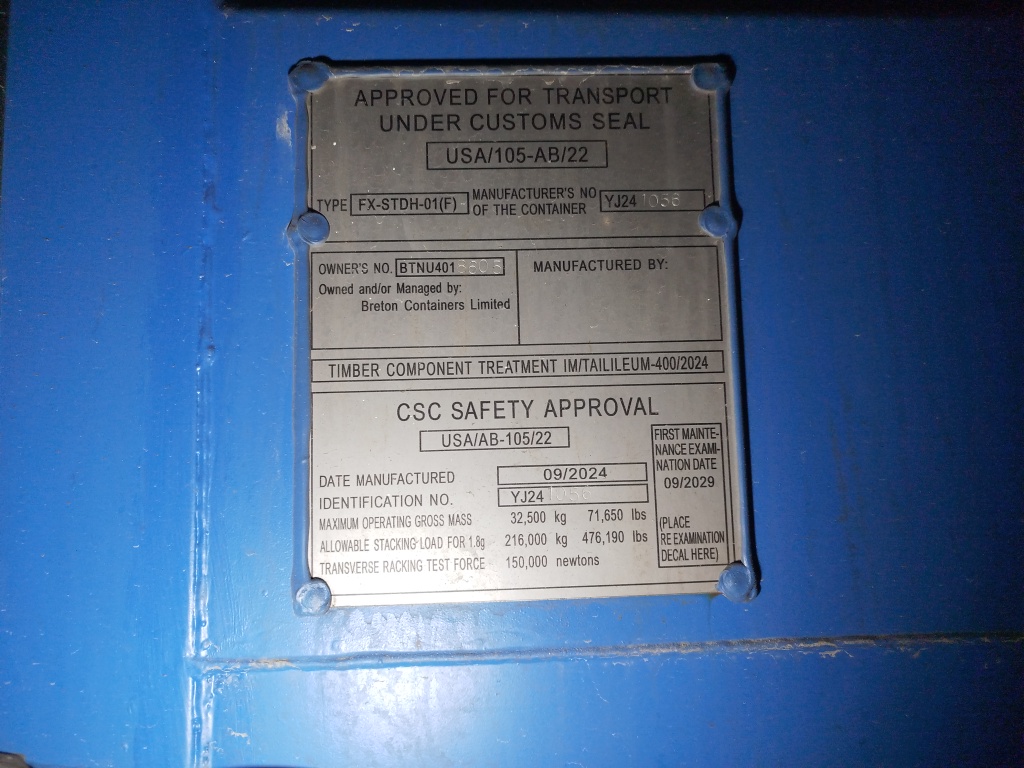 APPROVED FOR TRANSPORT
UNDER CUSTOMS SEAL
USA/105-AB/22
TYPE FX-STDH-01(F) MANUFACTURER'S NO
OF THE CONTAINER YJ24 1056
OWNER'S NO. BTNU401
Owned and/or Managed by:
Breton Containers Limited
MANUFACTURED BY:
TIMBER COMPONENT TREATMENT IM/TAILILEUM-400/2024
CSC SAFETY APPROVAL
USA/AB-105/22
DATE MANUFACTURED 09/2024
IDENTIFICATION NO. YJ24 1056
MAXIMUM OPERATING GROSS MASS 32,500 kg 71,650 lbs
ALLOWABLE STACKING LOAD FOR 1.8g 216,000 kg 476,190 lbs
TRANSVERSE RACKING TEST FORCE 150,000 newtons
FIRST MAINTE-
NANCE EXAMI-
NATION DATE
09/2029
(PLACE
RE EXAMINATION
DECAL HERE)